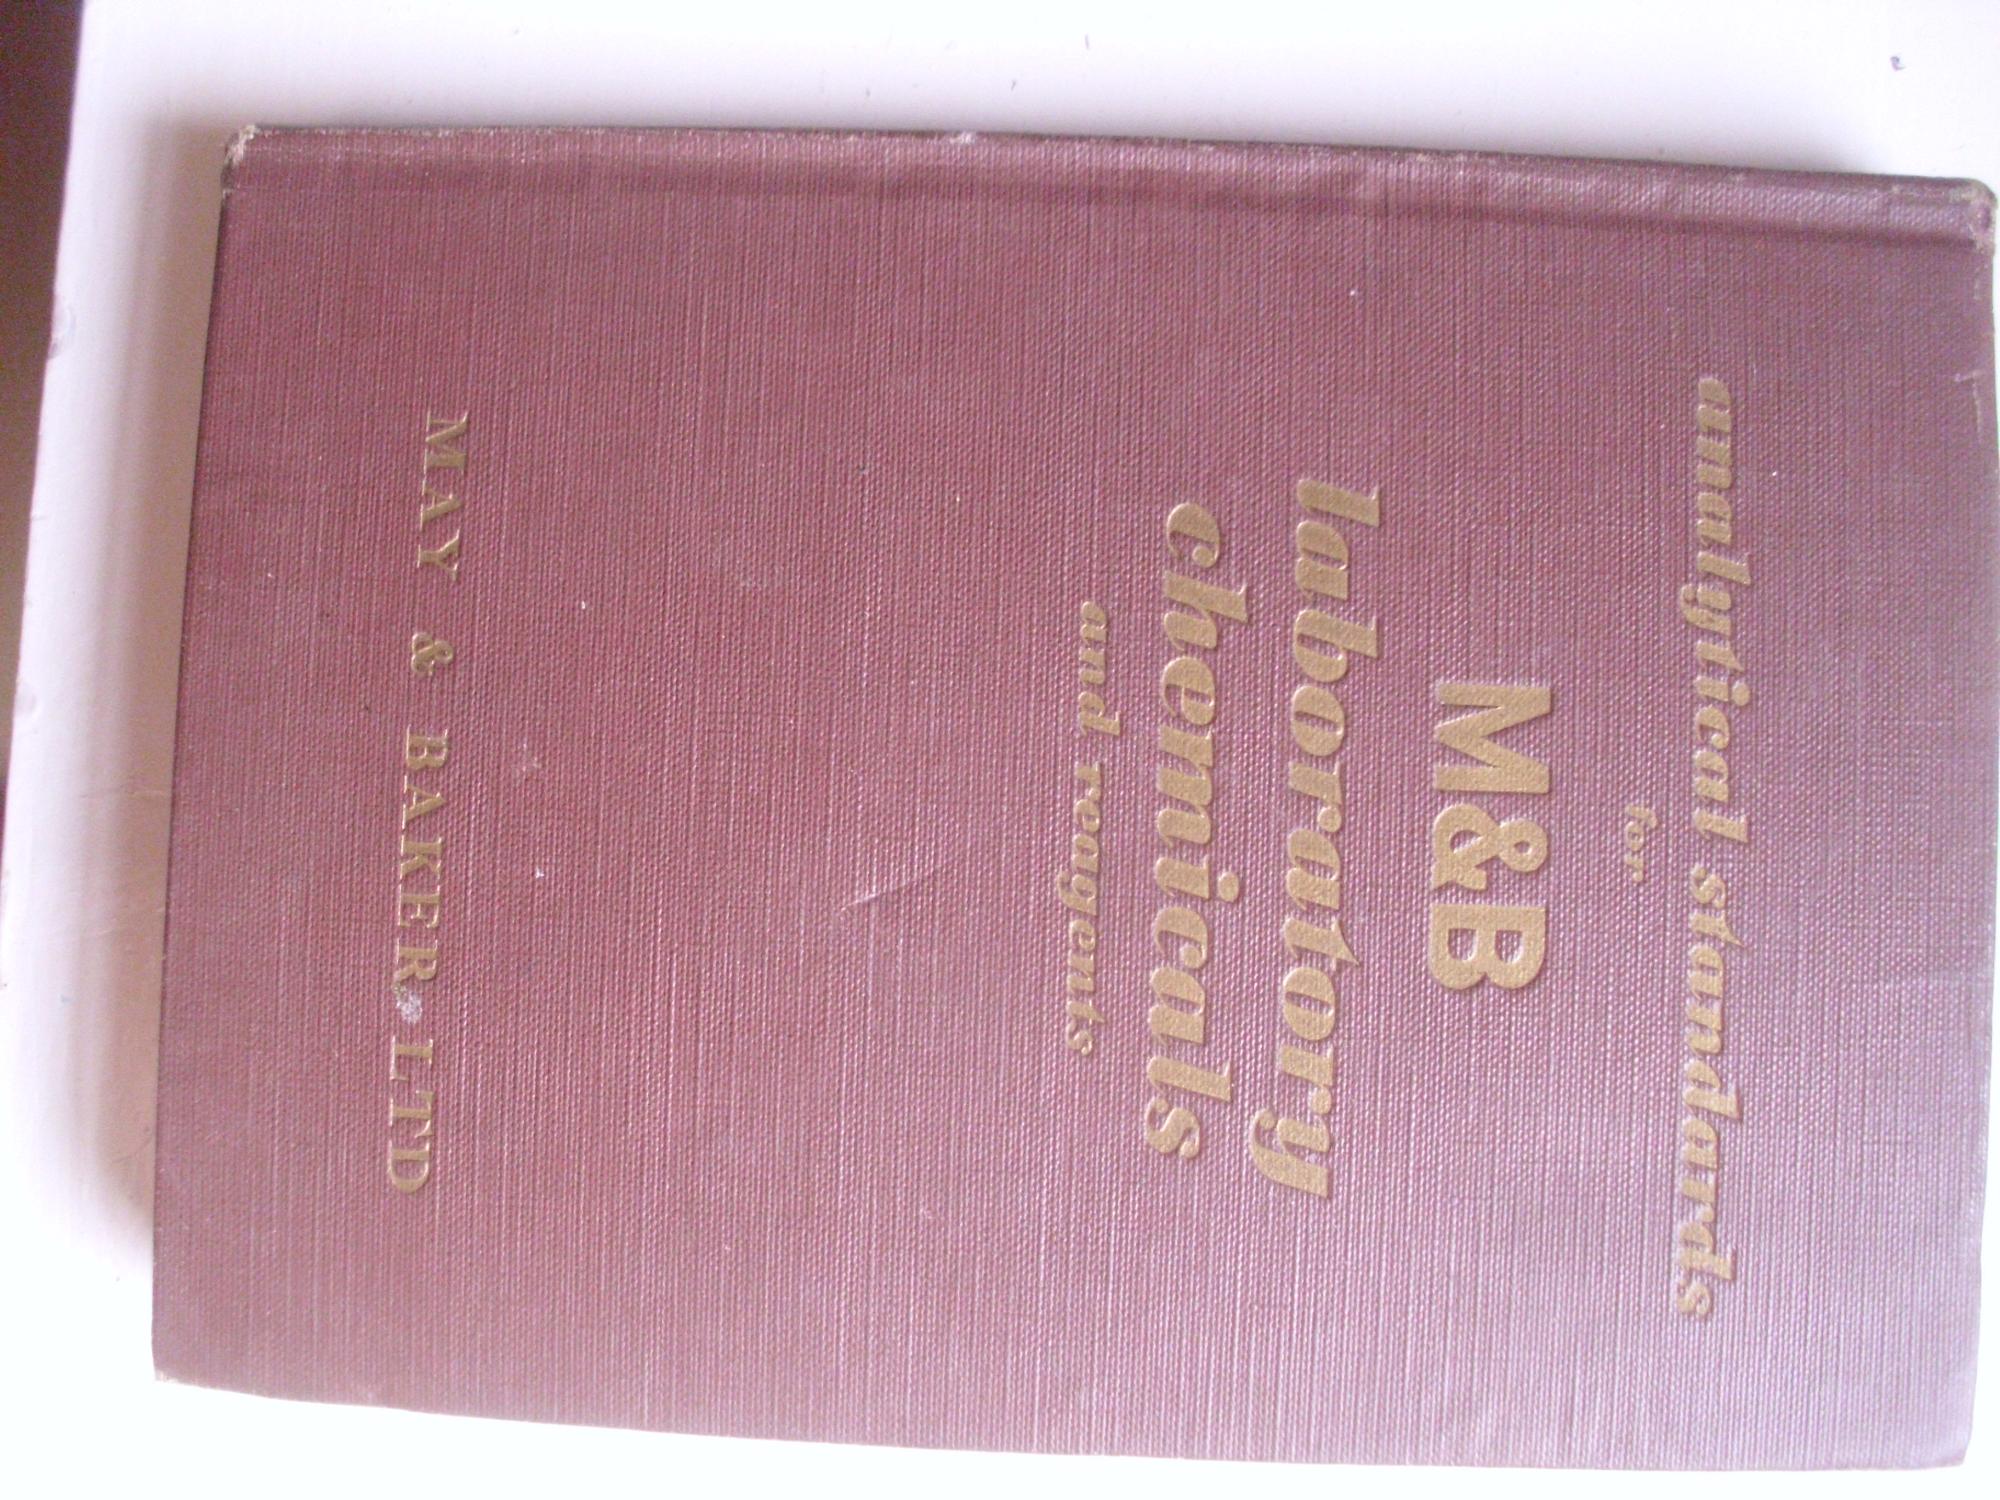 analytical standards
for
M&B
laboratory
chemicals
and reagents
MAY & BAKER LTD